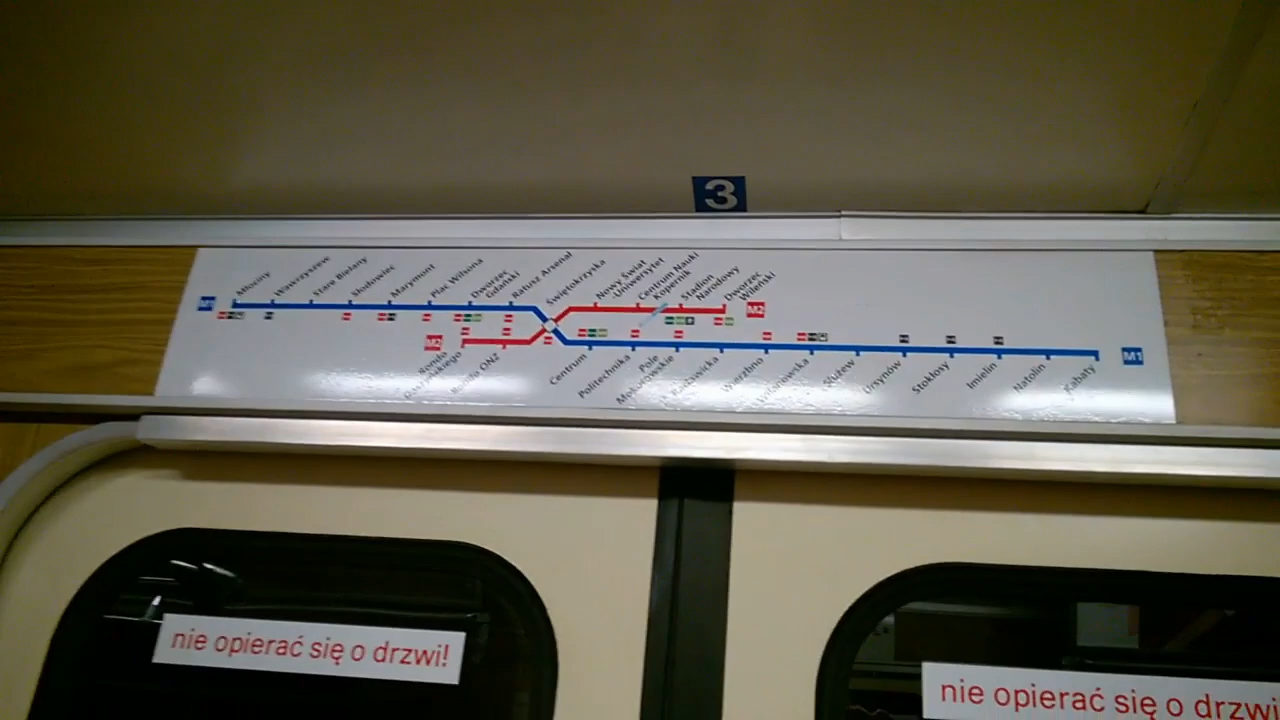 3
Młociny
Wawrzyszew
Stare Bielany
Słodowiec
Marymont
Plac Wilsona
Dworzec
Gdański
Ratusz Arsenał
Świętokrzyska
Nowy Świat
-Uniwersytet
Centrum Nauki
Kopernik
Stadion
Narodowy
Dworzec
Wileński
M1
M2
M2
M1
Rondo
Rondo ONZ
Centrum
Politechnika
Pole
Mokotowskie
Racławicka
Wierzbno
Wilanowska
Służew
Ursynów
Stokłosy
Imielin
Natolin
Kabaty
nie opierać się o drzwi!
nie opierać się o drzwi